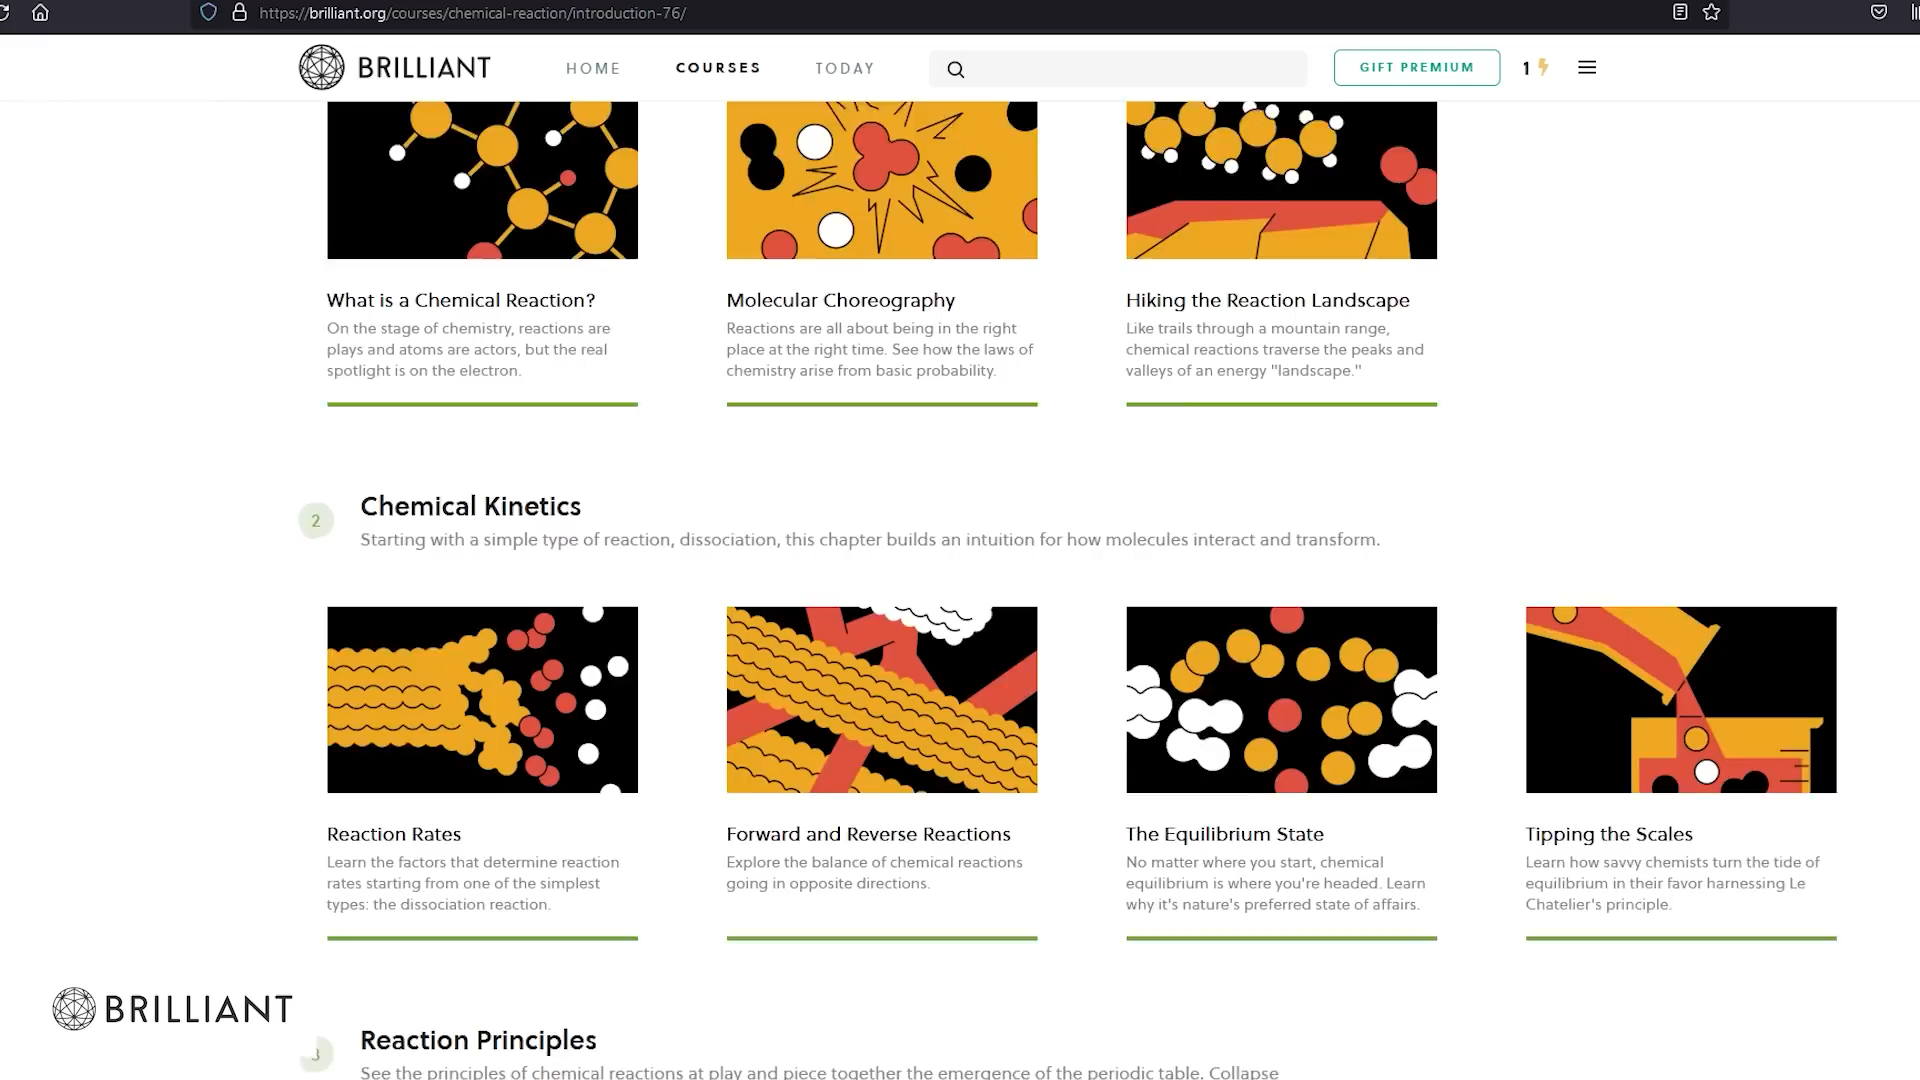 https://brilliant.org/courses/chemical-reaction/introduction-76/
BRILLIANT
HOME
COURSES
TODAY
GIFT PREMIUM
1
What is a Chemical Reaction?
On the stage of chemistry, reactions are
plays and atoms are actors, but the real
spotlight is on the electron.
Molecular Choreography
Reactions are all about being in the right
place at the right time. See how the laws of
chemistry arise from basic probability.
Hiking the Reaction Landscape
Like trails through a mountain range,
chemical reactions traverse the peaks and
valleys of an energy "landscape."
2
Chemical Kinetics
Starting with a simple type of reaction, dissociation, this chapter builds an intuition for how molecules interact and transform.
Reaction Rates
Learn the factors that determine reaction
rates starting from one of the simplest
types: the dissociation reaction.
Forward and Reverse Reactions
Explore the balance of chemical reactions
going in opposite directions.
The Equilibrium State
No matter where you start, chemical
equilibrium is where you're headed. Learn
why it's nature's preferred state of affairs.
Tipping the Scales
Learn how savvy chemists turn the tide of
equilibrium in their favor harnessing Le
Chatelier's principle.
BRILLIANT
3
Reaction Principles
See the principles of chemical reactions at play and piece together the emergence of the periodic table. Collapse